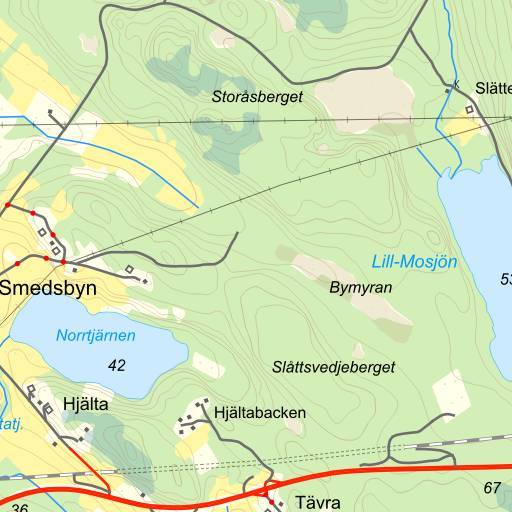 Slätte
Storåsberget
Lill-Mosjön
53
Smedsbyn
Bymyran
Norrtjärnen
42
Slåttsvedjeberget
Hjälta
Hjältabacken
tatj.
67
Tävra
36
K